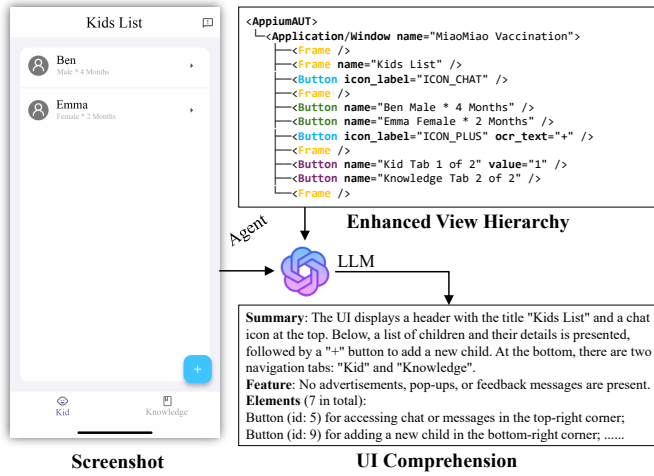 Kids List
Ben
Male * 4 Months
Emma
Female * 2 Months
+
Kid
Knowledge
Screenshot
<AppiumAUT>
<Application/Window name="MiaoMiao Vaccination">
<Frame />
<Frame name="Kids List" />
<Button icon_label="ICON_CHAT" />
<Frame />
<Button name="Ben Male * 4 Months" />
<Button name="Emma Female * 2 Months" />
<Button icon_label="ICON_PLUS" ocr_text="+" />
<Frame />
<Button name="Kid Tab 1 of 2" value="1" />
<Button name="Knowledge Tab 2 of 2" />
<Frame />
Enhanced View Hierarchy
Agent
LLM
Summary: The UI displays a header with the title "Kids List" and a chat
icon at the top. Below, a list of children and their details is presented,
followed by a "+" button to add a new child. At the bottom, there are two
navigation tabs: "Kid" and "Knowledge".
Feature: No advertisements, pop-ups, or feedback messages are present.
Elements (7 in total):
Button (id: 5) for accessing chat or messages in the top-right corner;
Button (id: 9) for adding a new child in the bottom-right corner; ......
UI Comprehension